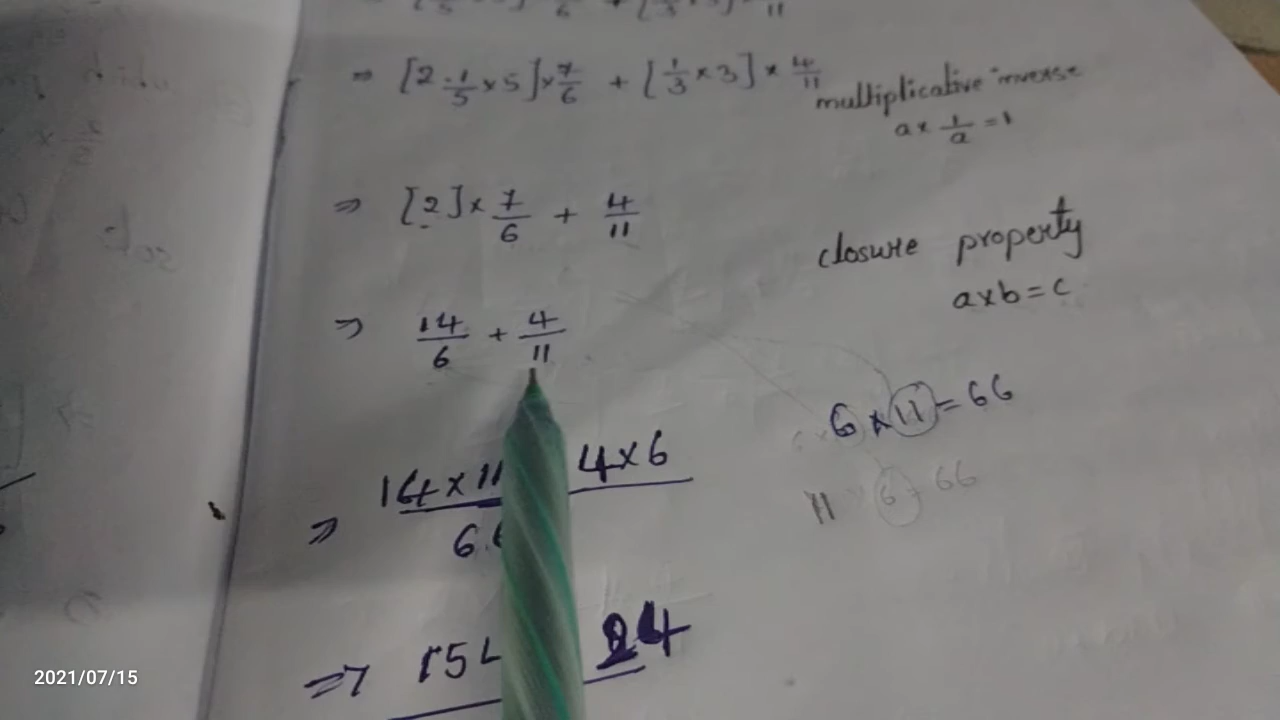 ⇒ [2 · 1/5 × 5] × 7/6 + [1/3 × 3] × 4/11
multiplicative inverse
a × 1/a = 1
⇒ [2] × 7/6 + 4/11
closure property
a×b = c
⇒ 14/6 + 4/11
6 × 11 = 66
⇒ 14×11 4×6
11 6 = 66
⇒ 154 24
2021/07/15